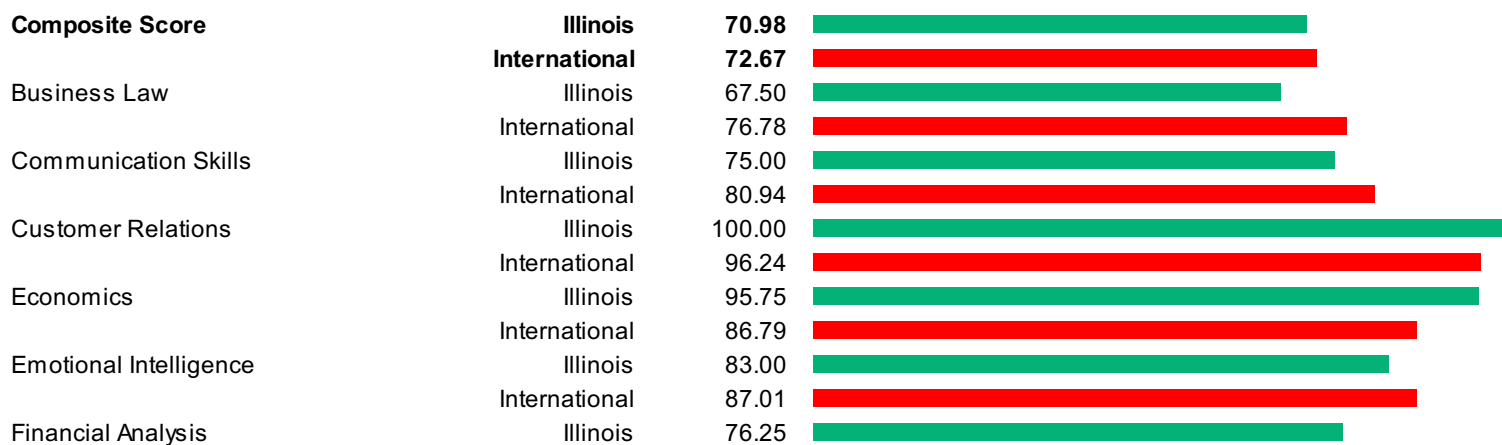 Composite Score Illinois 70.98
International 72.67
Business Law Illinois 67.50
International 76.78
Communication Skills Illinois 75.00
International 80.94
Customer Relations Illinois 100.00
International 96.24
Economics Illinois 95.75
International 86.79
Emotional Intelligence Illinois 83.00
International 87.01
Financial Analysis Illinois 76.25